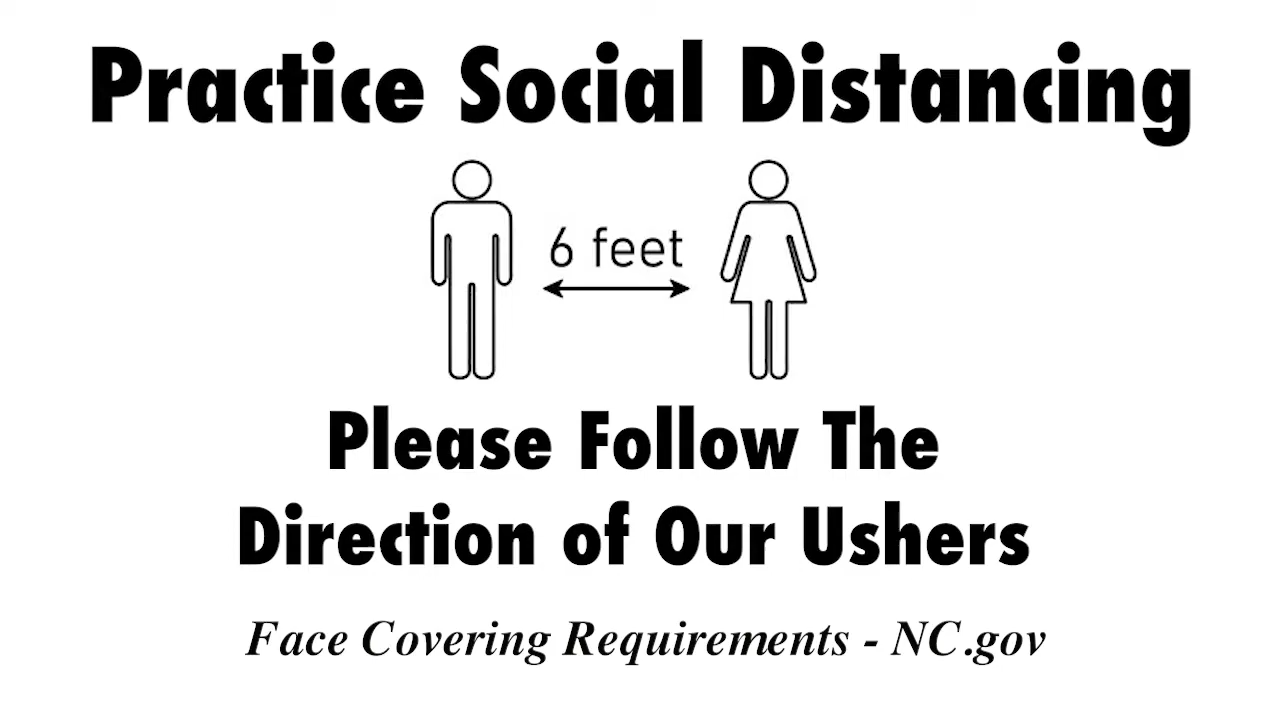 Practice Social Distancing
6 feet
Please Follow The
Direction of Our Ushers
Face Covering Requirements - NC.gov